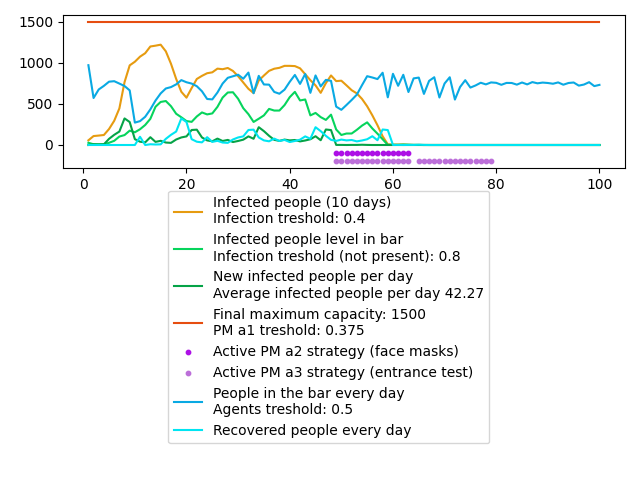 1500
1000
500
0
0 20 40 60 80 100
Infected people (10 days)
Infection treshold: 0.4
Infected people level in bar
Infection treshold (not present): 0.8
New infected people per day
Average infected people per day 42.27
Final maximum capacity: 1500
PM a1 treshold: 0.375
Active PM a2 strategy (face masks)
Active PM a3 strategy (entrance test)
People in the bar every day
Agents treshold: 0.5
Recovered people every day